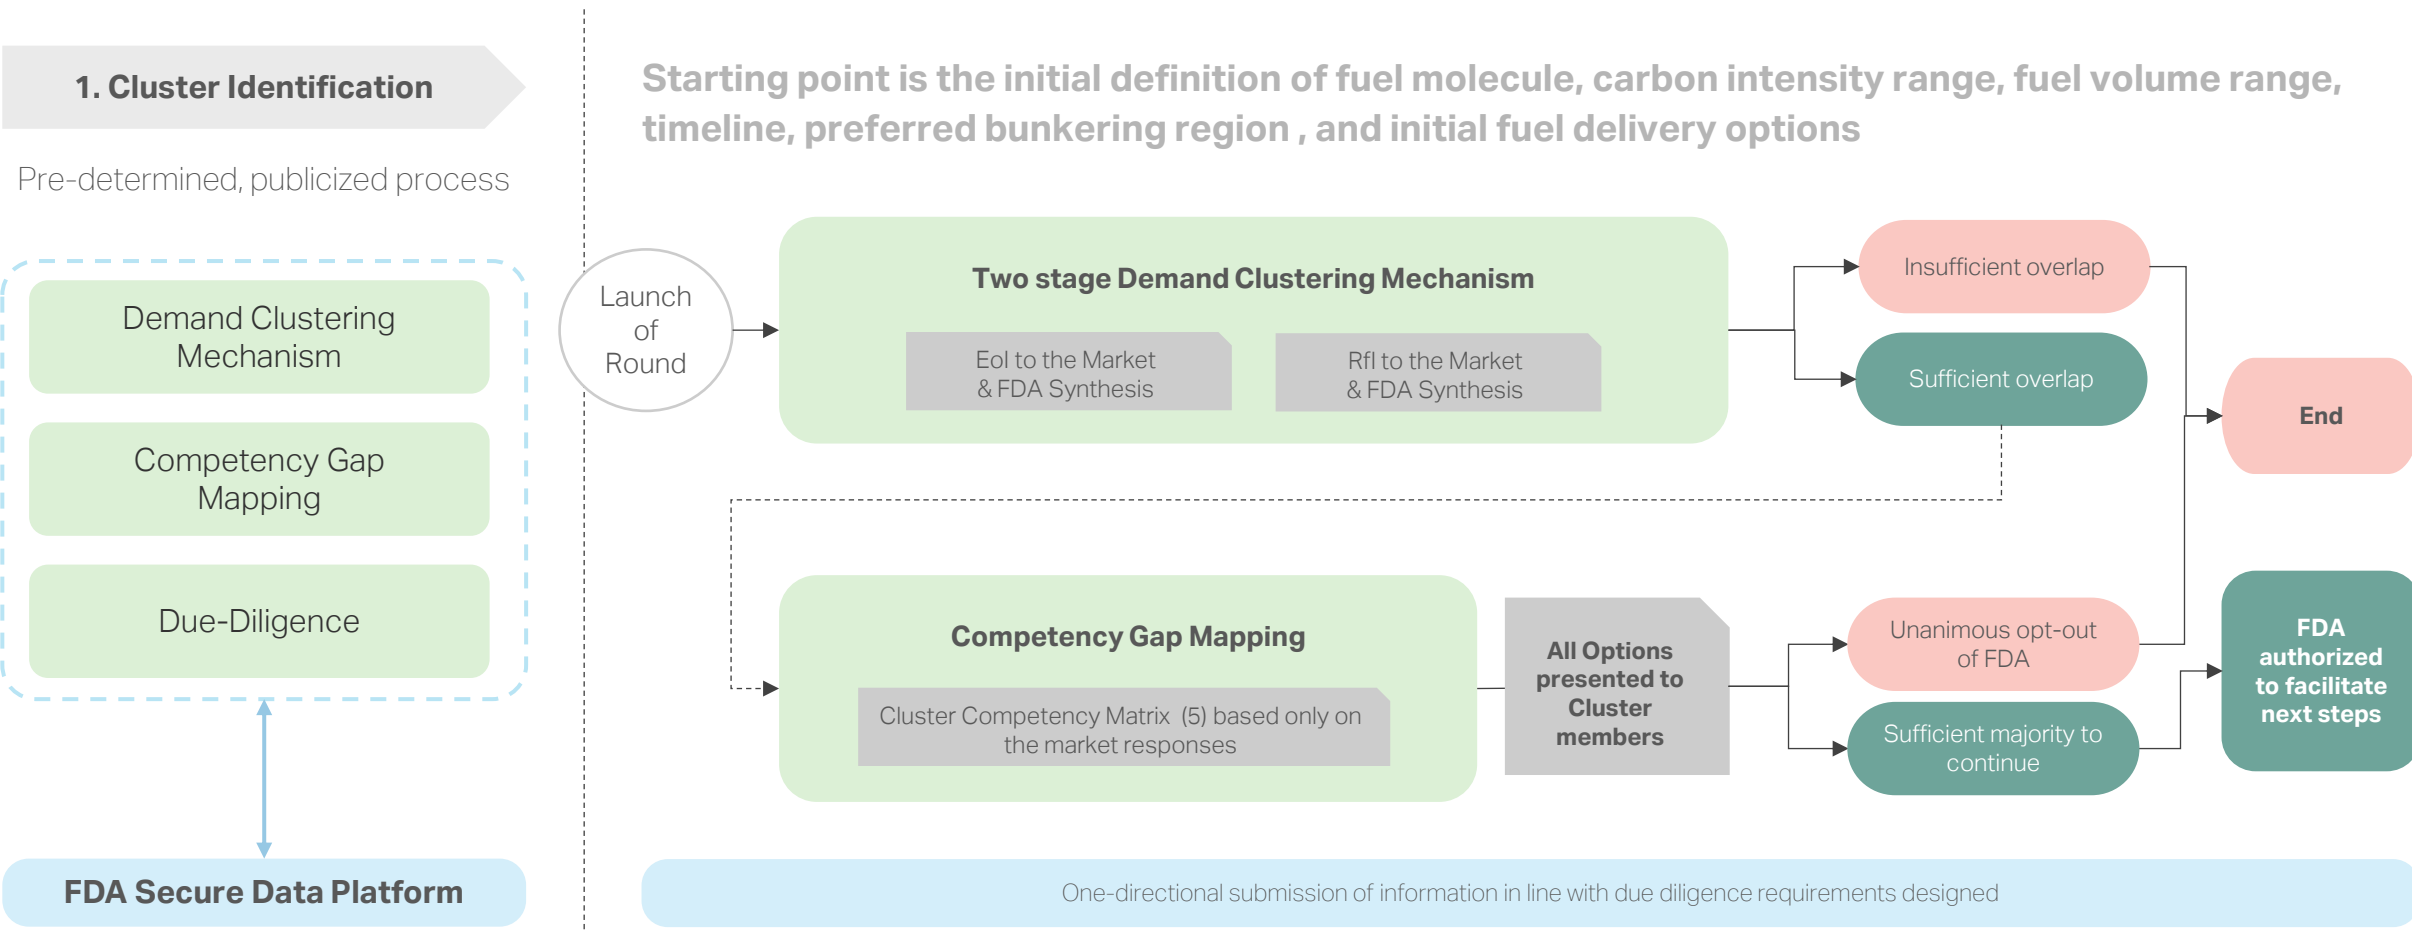 1. Cluster Identification
Pre-determined, publicized process
Demand Clustering
Mechanism
Competency Gap
Mapping
Due-Diligence
FDA Secure Data Platform
Starting point is the initial definition of fuel molecule, carbon intensity range, fuel volume range,
timeline, preferred bunkering region , and initial fuel delivery options
Launch
of
Round
Two stage Demand Clustering Mechanism
EoI to the Market
& FDA Synthesis
RfI to the Market
& FDA Synthesis
Insufficient overlap
Sufficient overlap
End
Competency Gap Mapping
Cluster Competency Matrix (5) based only on
the market responses
All Options
presented to
Cluster
members
Unanimous opt-out
of FDA
Sufficient majority to
continue
FDA
authorized
to facilitate
next steps
One-directional submission of information in line with due diligence requirements designed